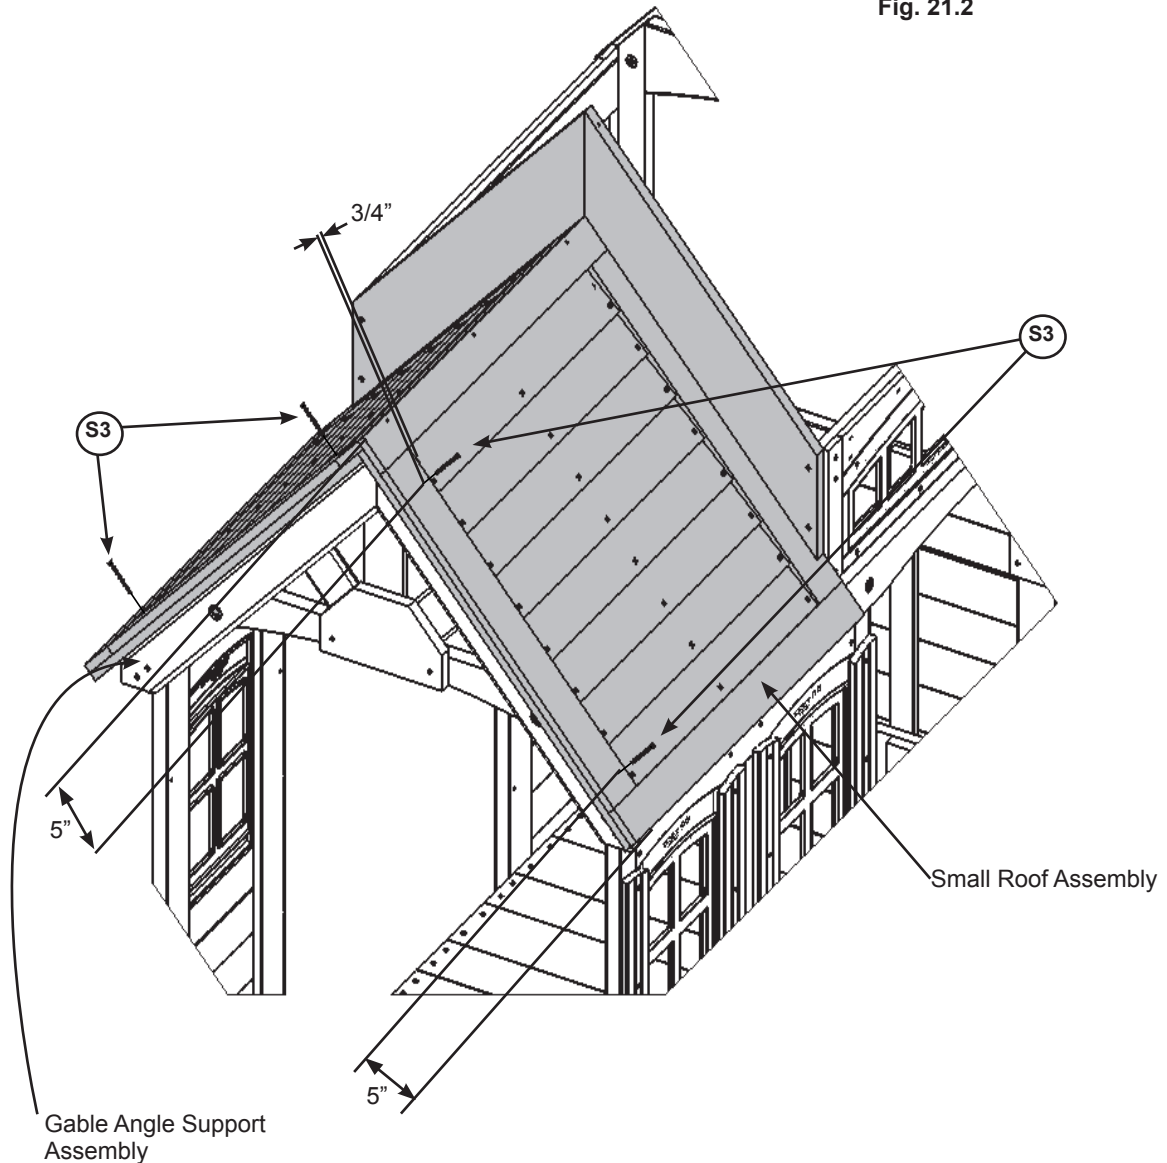 Fig. 21.2
3/4”
S3
S3
5”
Small Roof Assembly
5”
Gable Angle Support
Assembly